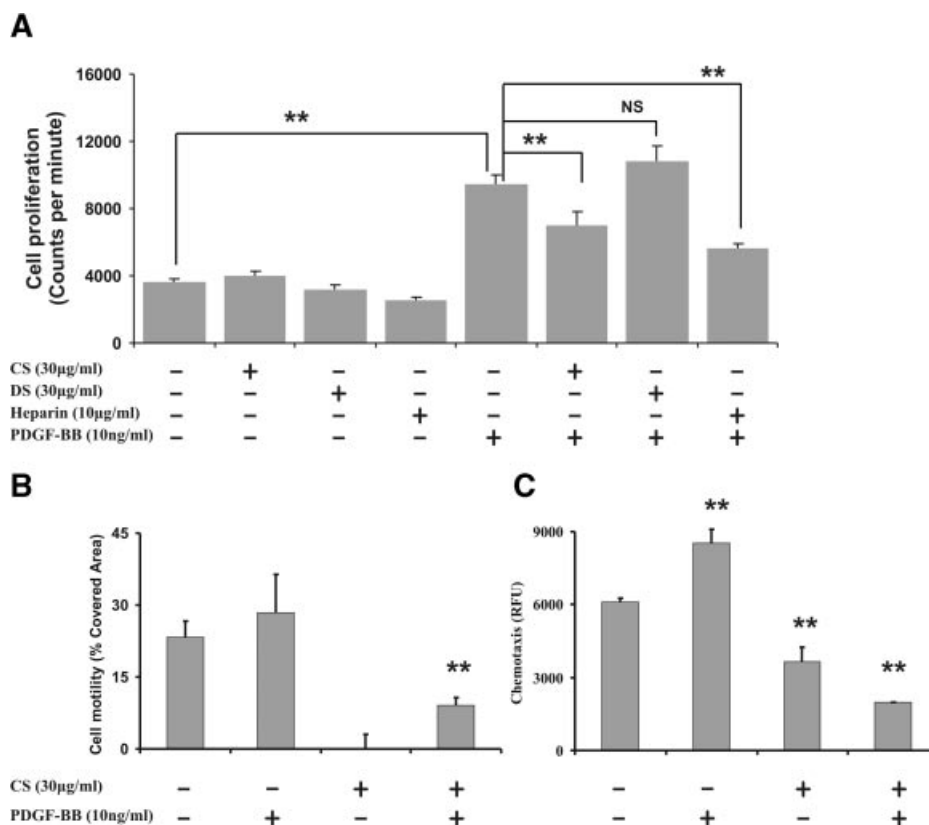 A
Cell proliferation
(Counts per minute)
16000
12000
8000
4000
0
**
**
NS
**
CS (30μg/ml) – + – – – + – –
DS (30μg/ml) – – + – – – + –
Heparin (10μg/ml) – – – + – – – +
PDGF-BB (10ng/ml) – – – – + + + +
B
Cell motility (% Covered Area)
45
30
15
0
**
C
Chemotaxis (RFU)
9000
6000
3000
0
**
**
**
CS (30μg/ml) – – + + – – + +
PDGF-BB (10ng/ml) – + – + – + – +